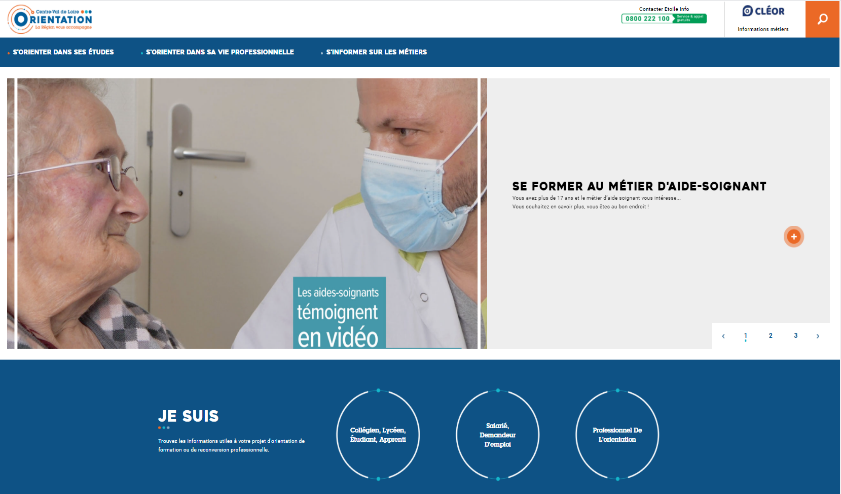 Centre-Val de Loire
ORIENTATION
La Région vous accompagne
Contacter Etoile Info
0800 222 100 Service & appel gratuits
CLÉOR
Informations métiers
S'ORIENTER DANS SES ÉTUDES
S'ORIENTER DANS SA VIE PROFESSIONNELLE
S'INFORMER SUR LES MÉTIERS
Les aides-soignants
témoignent
en vidéo
SE FORMER AU MÉTIER D'AIDE-SOIGNANT
Vous avez plus de 17 ans et le métier d'aide soignant vous intéresse...
Vous souhaitez en savoir plus, vous êtes au bon endroit !
+
‹ 1 2 3 ›
JE SUIS
Trouvez les informations utiles à votre projet d'orientation de
formation ou de reconversion professionnelle.
Collégien, Lycéen,
Étudiant, Apprenti
Salarié,
Demandeur
D'emploi
Professionnel De
L'orientation